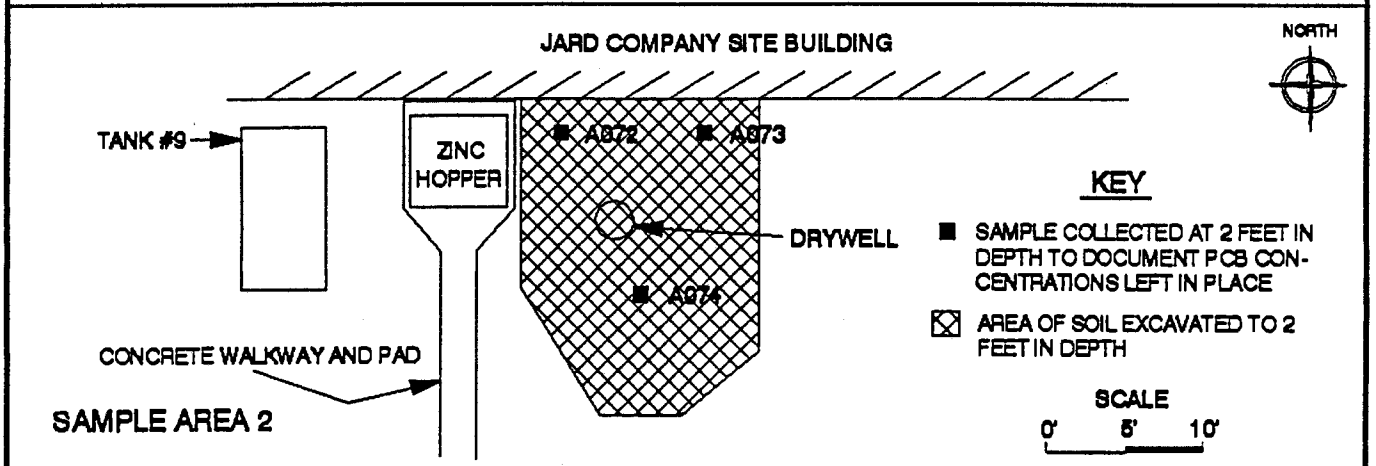 JARD COMPANY SITE BUILDING
NORTH
TANK #9
ZINC
HOPPER
A072
A073
DRYWELL
A074
CONCRETE WALKWAY AND PAD
SAMPLE AREA 2
KEY
SAMPLE COLLECTED AT 2 FEET IN
DEPTH TO DOCUMENT PCB CON-
CENTRATIONS LEFT IN PLACE
AREA OF SOIL EXCAVATED TO 2
FEET IN DEPTH
SCALE
0' 5' 10'